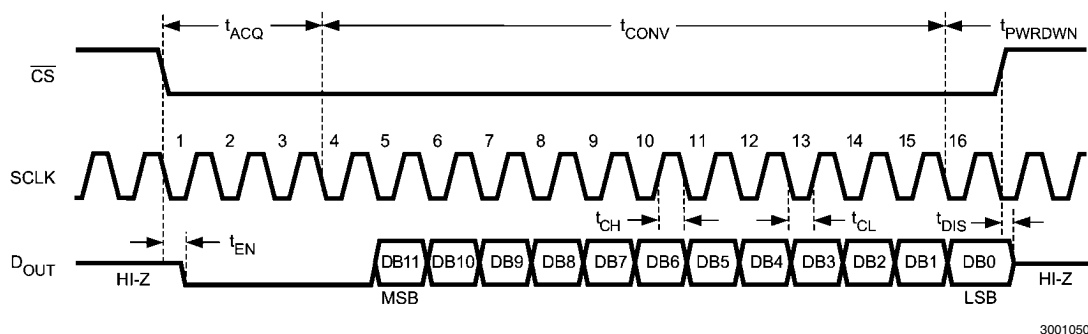 tACQ tCONV tPWRDWN
CS
1 2 3 4 5 6 7 8 9 10 11 12 13 14 15 16
SCLK
tEN tCH tCL tDIS
DOUT
HI-Z DB11 DB10 DB9 DB8 DB7 DB6 DB5 DB4 DB3 DB2 DB1 DB0 HI-Z
MSB LSB
3001050